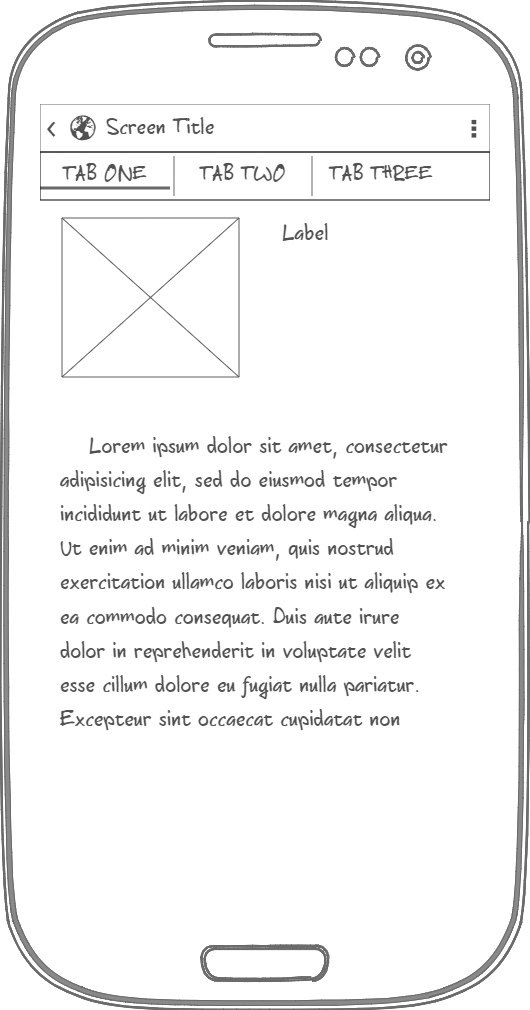 Screen Title
TAB ONE TAB TWO TAB THREE
Label
Lorem ipsum dolor sit amet, consectetur
adipisicing elit, sed do eiusmod tempor
incididunt ut labore et dolore magna aliqua.
Ut enim ad minim veniam, quis nostrud
exercitation ullamco laboris nisi ut aliquip ex
ea commodo consequat. Duis aute irure
dolor in reprehenderit in voluptate velit
esse cillum dolore eu fugiat nulla pariatur.
Excepteur sint occaecat cupidatat non